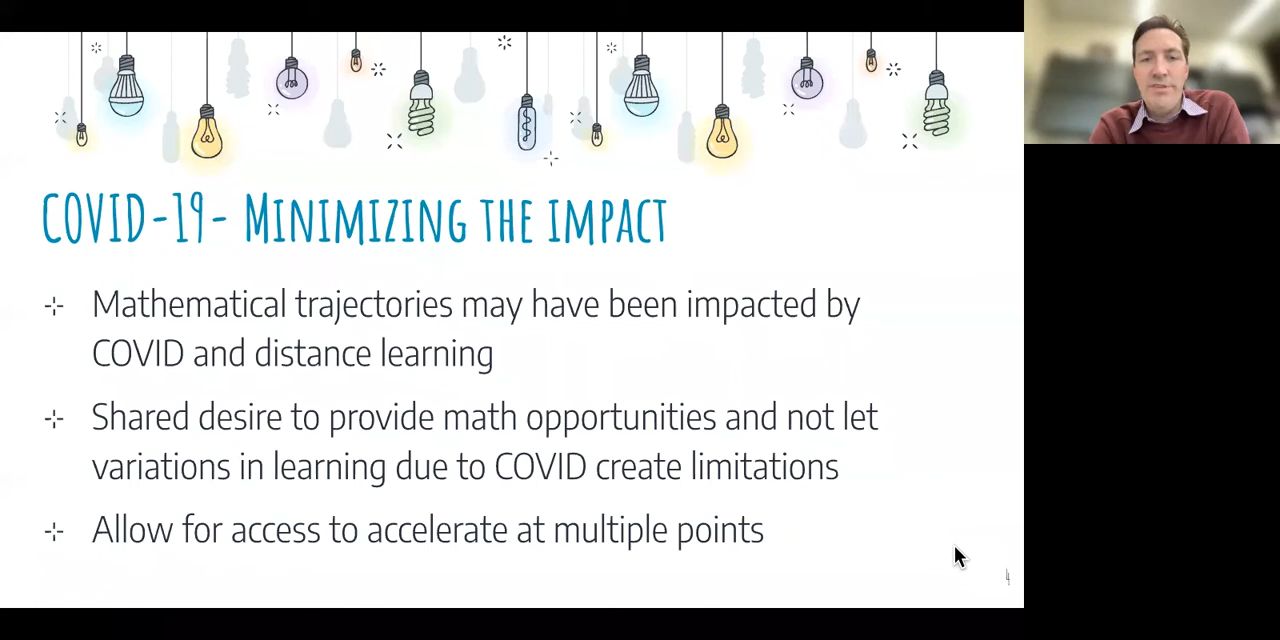 COVID-19- Minimizing the impact
Mathematical trajectories may have been impacted by
COVID and distance learning
Shared desire to provide math opportunities and not let
variations in learning due to COVID create limitations
Allow for access to accelerate at multiple points
4